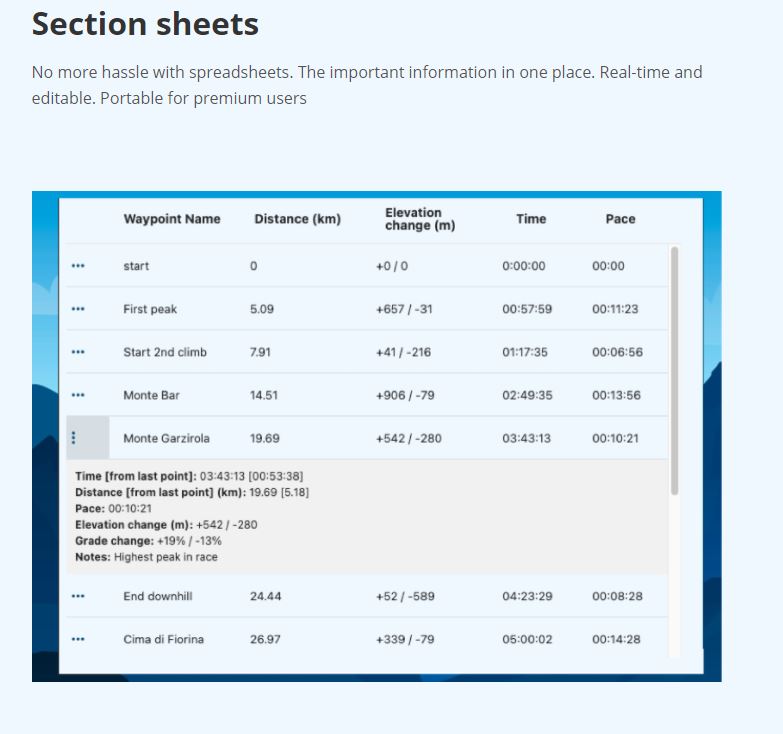 Section sheets
No more hassle with spreadsheets. The important information in one place. Real-time and
editable. Portable for premium users
Waypoint Name Distance (km) Elevation change (m) Time Pace
start 0 +0 / 0 0:00:00 00:00
First peak 5.09 +657 / -31 00:57:59 00:11:23
Start 2nd climb 7.91 +41 / -216 01:17:35 00:06:56
Monte Bar 14.51 +906 / -79 02:49:35 00:13:56
Monte Garzirola 19.69 +542 / -280 03:43:13 00:10:21
Time [from last point]: 03:43:13 [00:53:38]
Distance [from last point] (km): 19.69 [5.18]
Pace: 00:10:21
Elevation change (m): +542 / -280
Grade change: +19% / -13%
Notes: Highest peak in race
End downhill 24.44 +52 / -589 04:23:29 00:08:28
Cima di Fiorina 26.97 +339 / -79 05:00:02 00:14:28